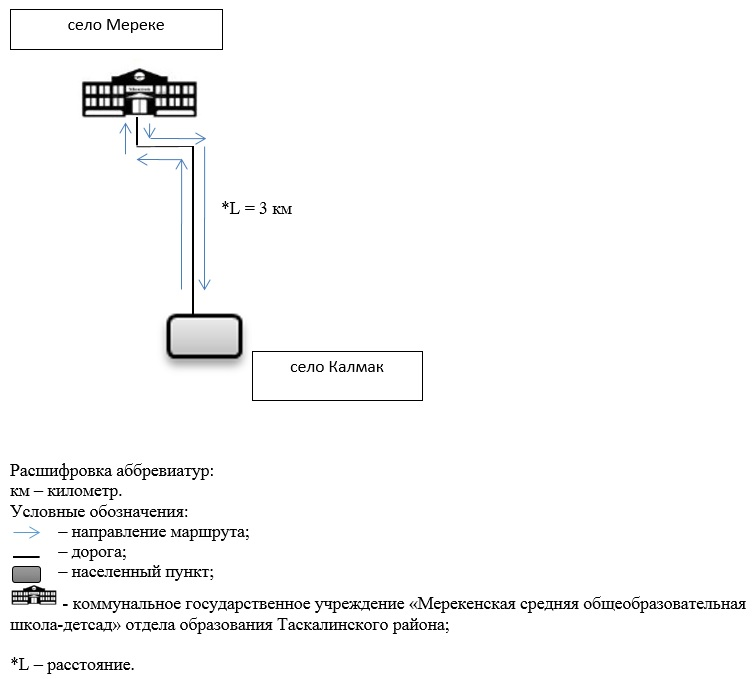 село Мереке
*L = 3 км
село Калмак
Расшифровка аббревиатур:
км – километр.
Условные обозначения:
– направление маршрута;
– дорога;
– населенный пункт;
- коммунальное государственное учреждение «Мерекенская средняя общеобразовательная
школа-детсад» отдела образования Таскалинского района;
*L – расстояние.